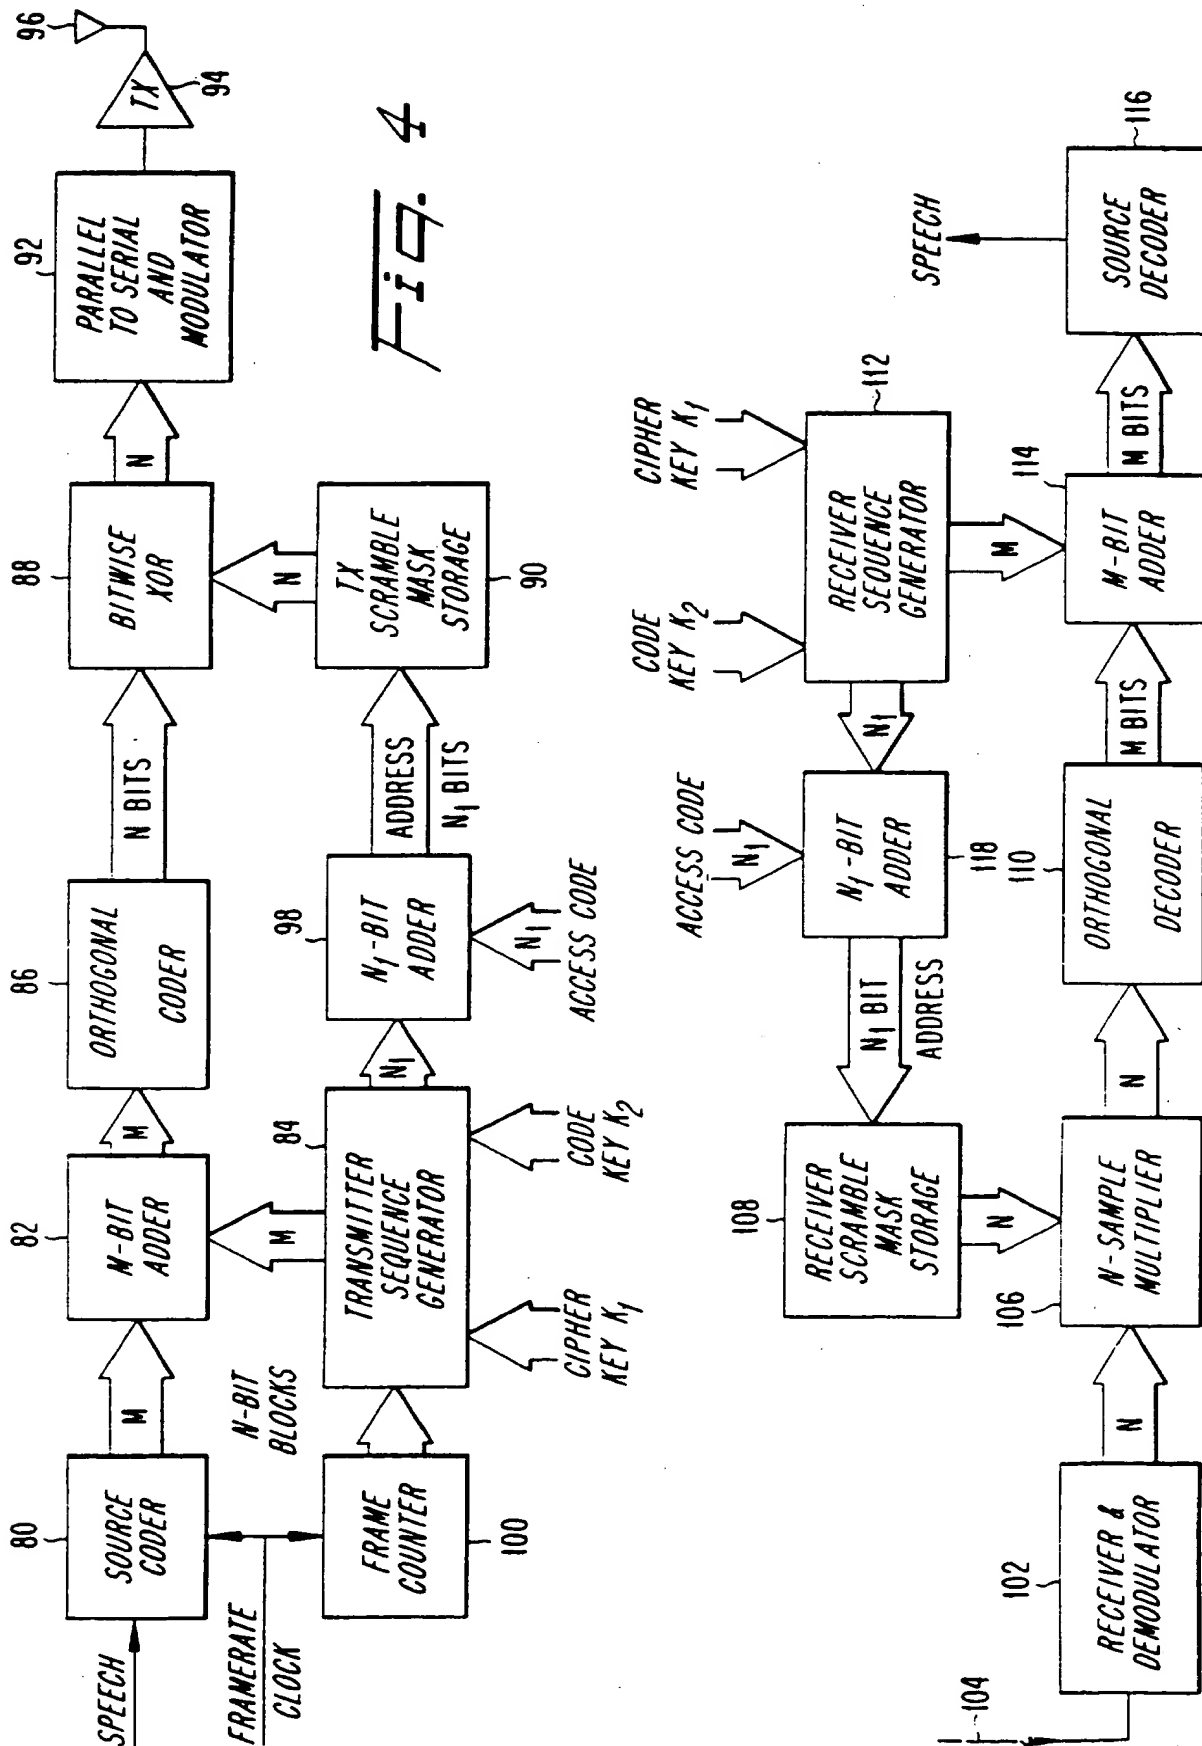 SPEECH
80
SOURCE
CODER
M
82
M-BIT
ADDER
M
86
ORTHOGONAL
CODER
N BITS
88
BITWISE
XOR
N
92
PARALLEL
TO SERIAL
AND
MODULATOR
TX
94
96
FRAMERATE
CLOCK
N-BIT
BLOCKS
FRAME
COUNTER
100
M
84
TRANSMITTER
SEQUENCE
GENERATOR
CIPHER
KEY K1
CODE
KEY K2
N1
98
N1-BIT
ADDER
N1
ACCESS CODE
ADDRESS
N1 BITS
N
TX
SCRAMBLE
MASK
STORAGE
90
Fig. 4
104
102
RECEIVER &
DEMODULATOR
N
106
N-SAMPLE
MULTIPLIER
N
108
RECEIVER
SCRAMBLE
MASK
STORAGE
N
N1 BIT
ADDRESS
ACCESS CODE
N1
N1-BIT
ADDER
118
N1
CODE
KEY K2
CIPHER
KEY K1
RECEIVER
SEQUENCE
GENERATOR
112
M
110
ORTHOGONAL
DECODER
M BITS
114
M-BIT
ADDER
M BITS
SOURCE
DECODER
116
SPEECH